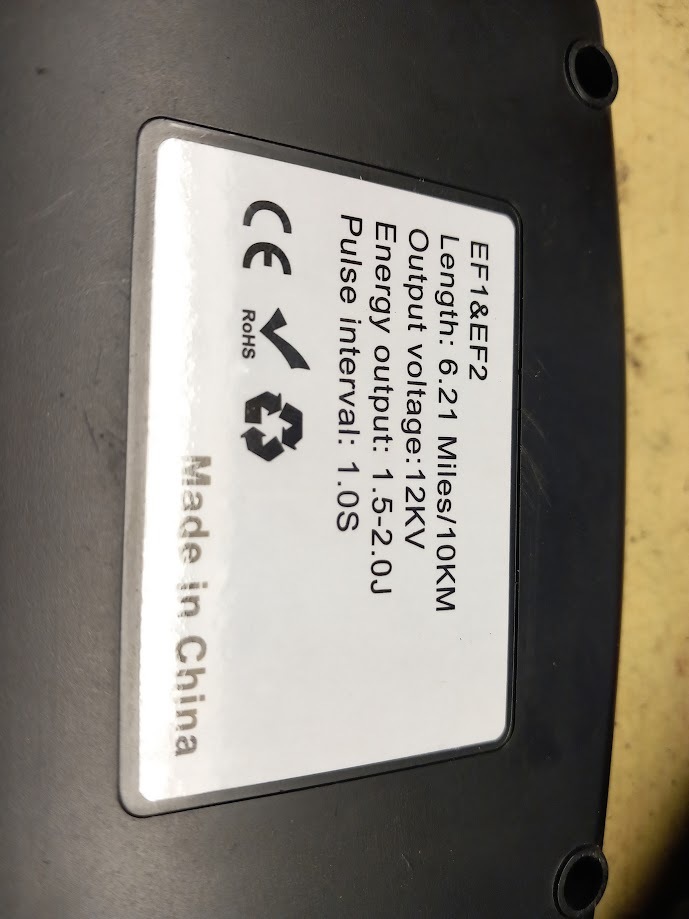 EF1&EF2
Length: 6.21 Miles/10KM
Output voltage:12KV
Energy output: 1.5-2.0J
Pulse interval: 1.0S
CE
RoHS
Made in China